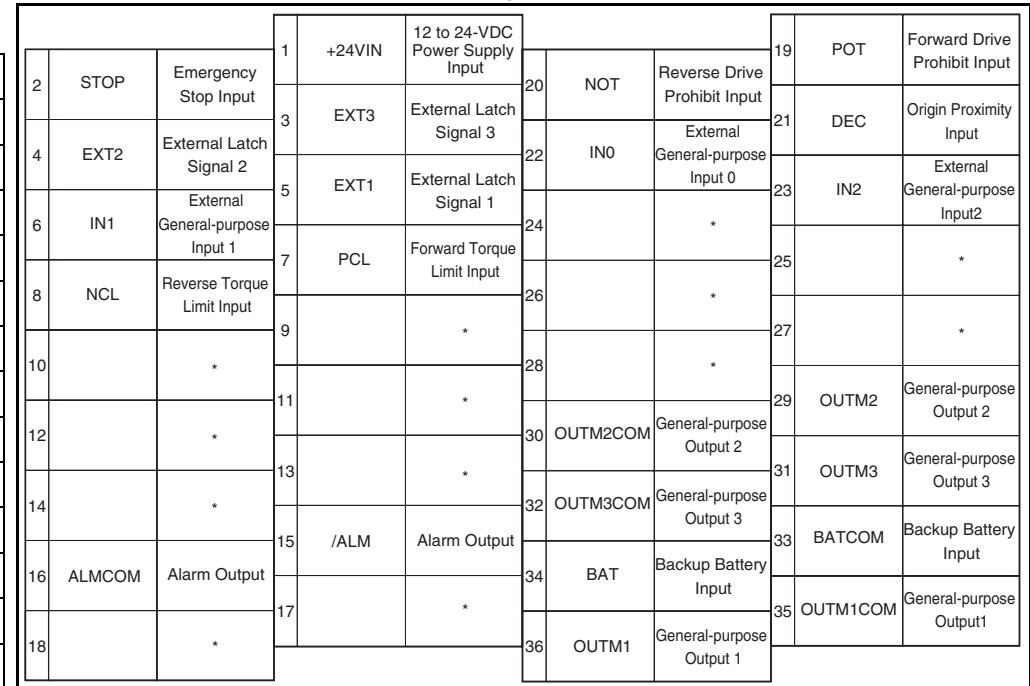 1 +24VIN 12 to 24-VDC
Power Supply
Input
2 STOP Emergency
Stop Input
3 EXT3 External Latch
Signal 3
4 EXT2 External Latch
Signal 2
5 EXT1 External Latch
Signal 1
6 IN1 External
General-purpose
Input 1
7 PCL Forward Torque
Limit Input
8 NCL Reverse Torque
Limit Input
9 *
10 *
11 *
12 *
13 *
14 *
15 /ALM Alarm Output
16 ALMCOM Alarm Output
17 *
18 *
19 POT Forward Drive
Prohibit Input
20 NOT Reverse Drive
Prohibit Input
21 DEC Origin Proximity
Input
22 IN0 External
General-purpose
Input 0
23 IN2 External
General-purpose
Input2
24 *
25 *
26 *
27 *
28 *
29 OUTM2 General-purpose
Output 2
30 OUTM2COM General-purpose
Output 2
31 OUTM3 General-purpose
Output 3
32 OUTM3COM General-purpose
Output 3
33 BATCOM Backup Battery
Input
34 BAT Backup Battery
Input
35 OUTM1COM General-purpose
Output1
36 OUTM1 General-purpose
Output 1